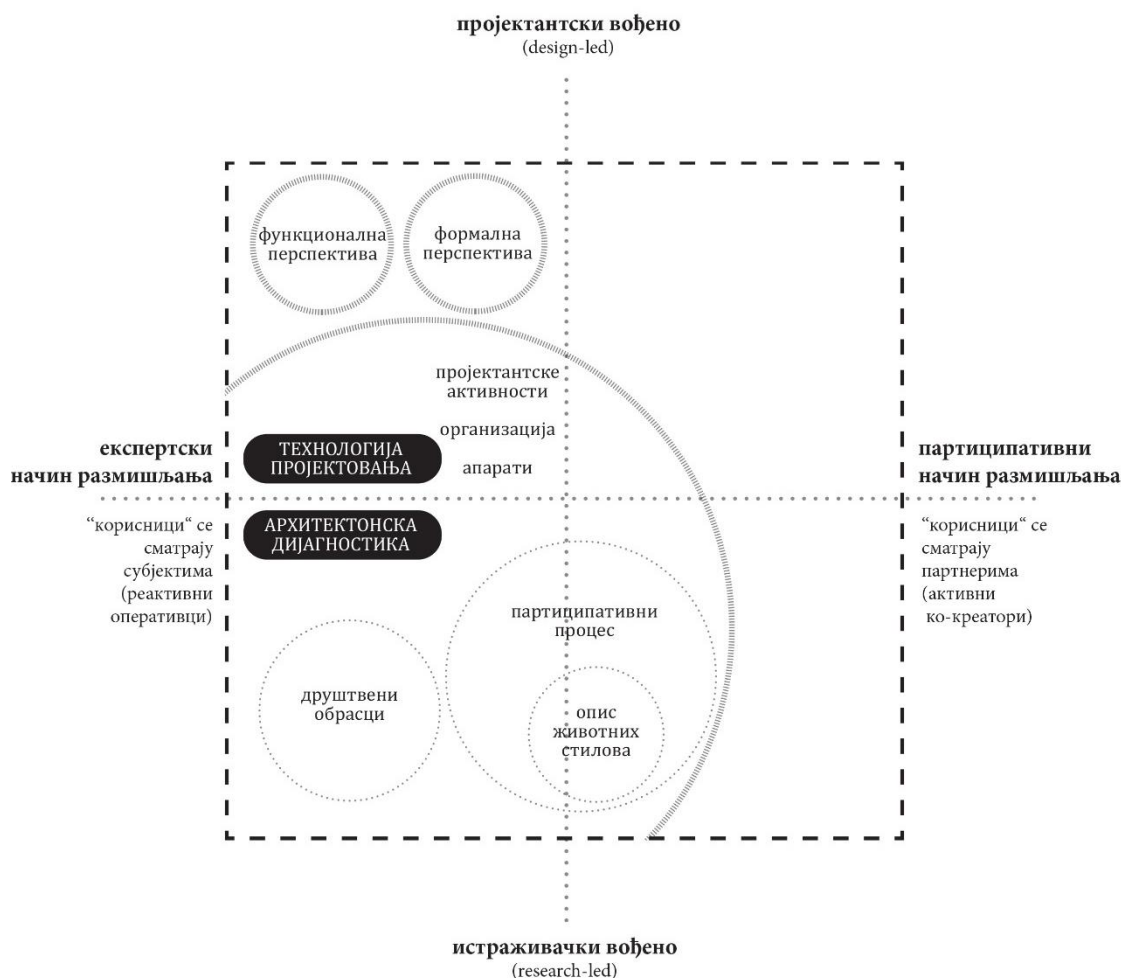 пројектантски вођено
(design-led)
функционална
перспектива
формална
перспектива
пројектантске
активности
организација
апарати
ТЕХНОЛОГИЈА
ПРОЈЕКТОВАЊА
експертски
начин размишљања
партиципативни
начин размишљања
“корисници“ се
сматрају
субјектима
(реактивни
оперативци)
АРХИТЕКТОНСКА
ДИЈАГНОСТИКА
“корисници“ се
сматрају
партнерима
(активни
ко-креатори)
партиципативни
процес
друштвени
обрасци
опис
животних
стилова
истраживачки вођено
(research-led)